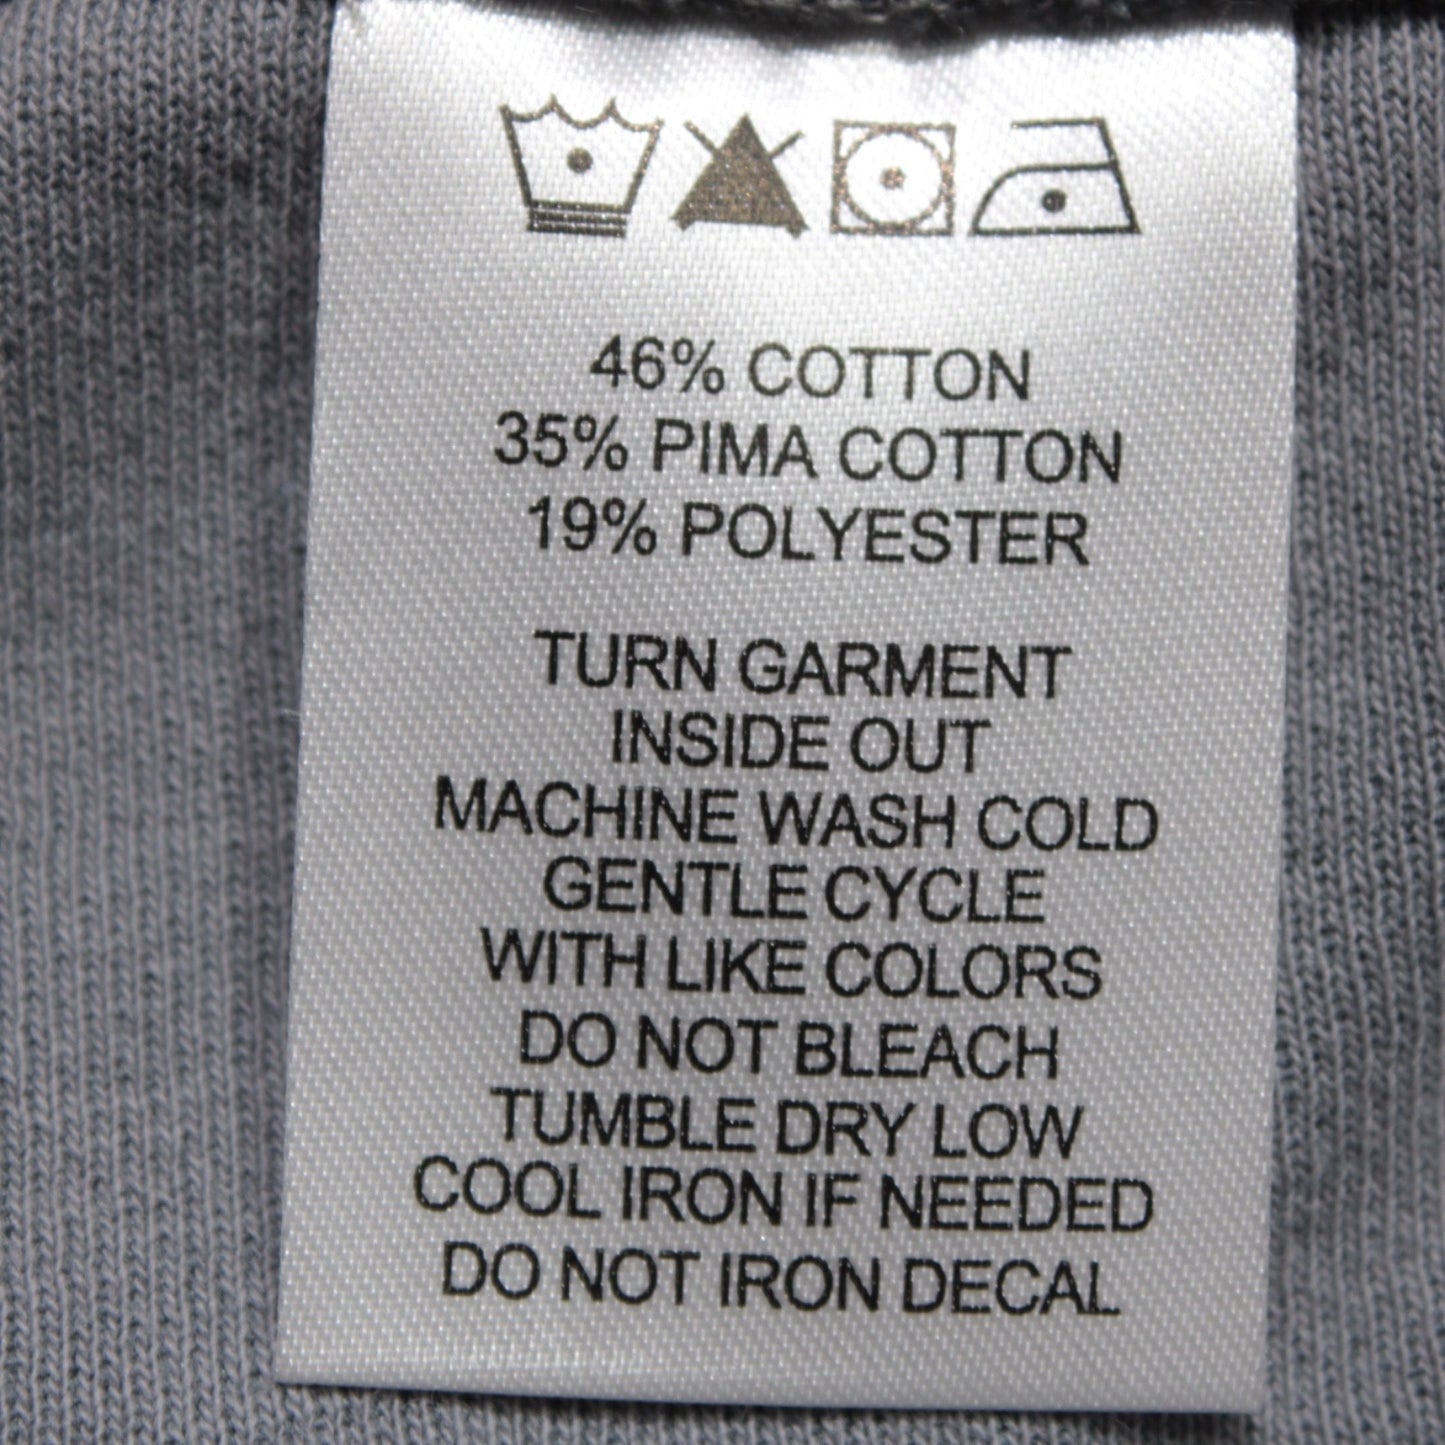 46% COTTON
35% PIMA COTTON
19% POLYESTER
TURN GARMENT
INSIDE OUT
MACHINE WASH COLD
GENTLE CYCLE
WITH LIKE COLORS
DO NOT BLEACH
TUMBLE DRY LOW
COOL IRON IF NEEDED
DO NOT IRON DECAL